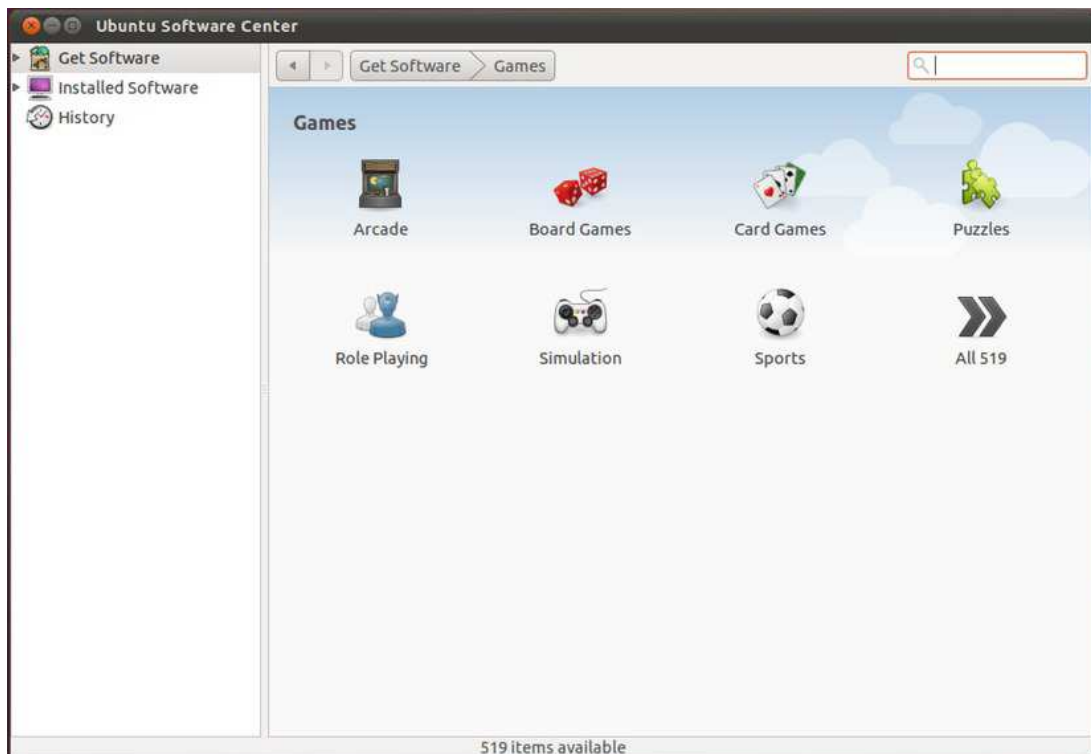 Ubuntu Software Center
Get Software
Installed Software
History
Get Software Games
Games
Arcade Board Games Card Games Puzzles
Role Playing Simulation Sports All 519
519 items available